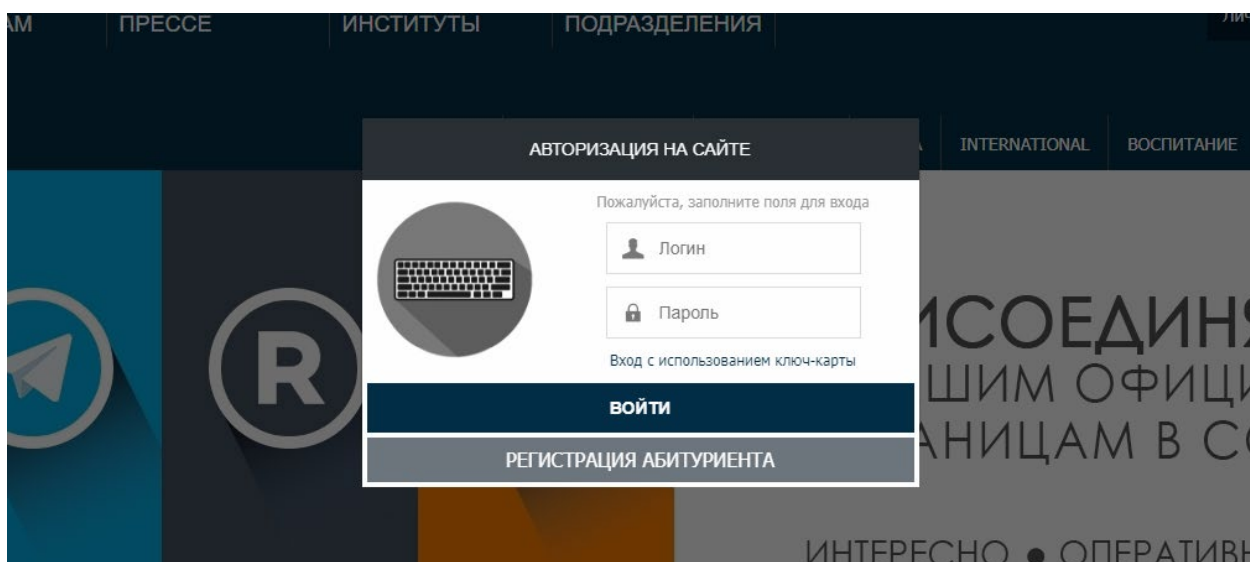 ПРЕССЕ
ИНСТИТУТЫ
ПОДРАЗДЕЛЕНИЯ
АВТОРИЗАЦИЯ НА САЙТЕ
INTERNATIONAL
ВОСПИТАНИЕ
Пожалуйста, заполните поля для входа
Логин
Пароль
Вход с использованием ключ-карты
ВОЙТИ
РЕГИСТРАЦИЯ АБИТУРИЕНТА
R
В
ИНТЕРЕСНО ●